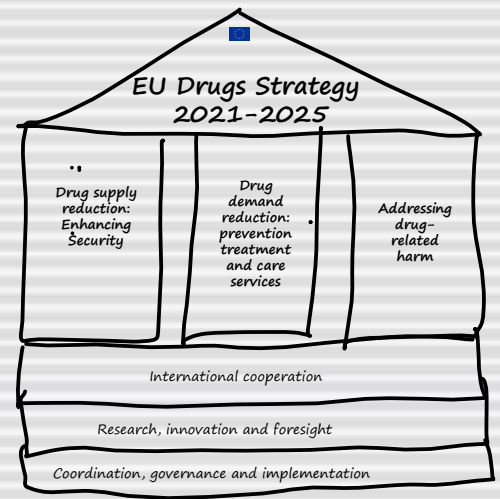 EU Drugs Strategy
2021-2025
Drug supply
reduction:
Enhancing
Security
Drug
demand
reduction:
prevention
treatment
and care
services
Addressing
drug-
related
harm
International cooperation
Research, innovation and foresight
Coordination, governance and implementation